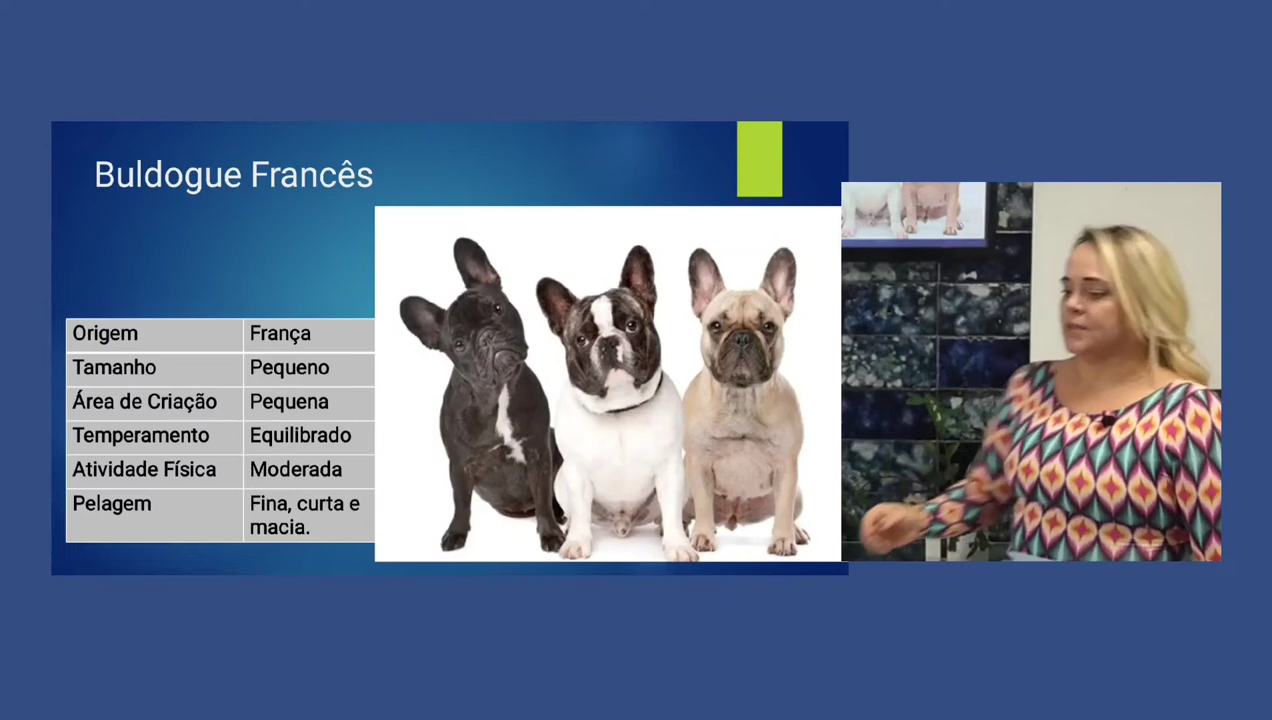 Buldogue Francês
Origem França
Tamanho Pequeno
Área de Criação Pequena
Temperamento Equilibrado
Atividade Física Moderada
Pelagem Fina, curta e
macia.